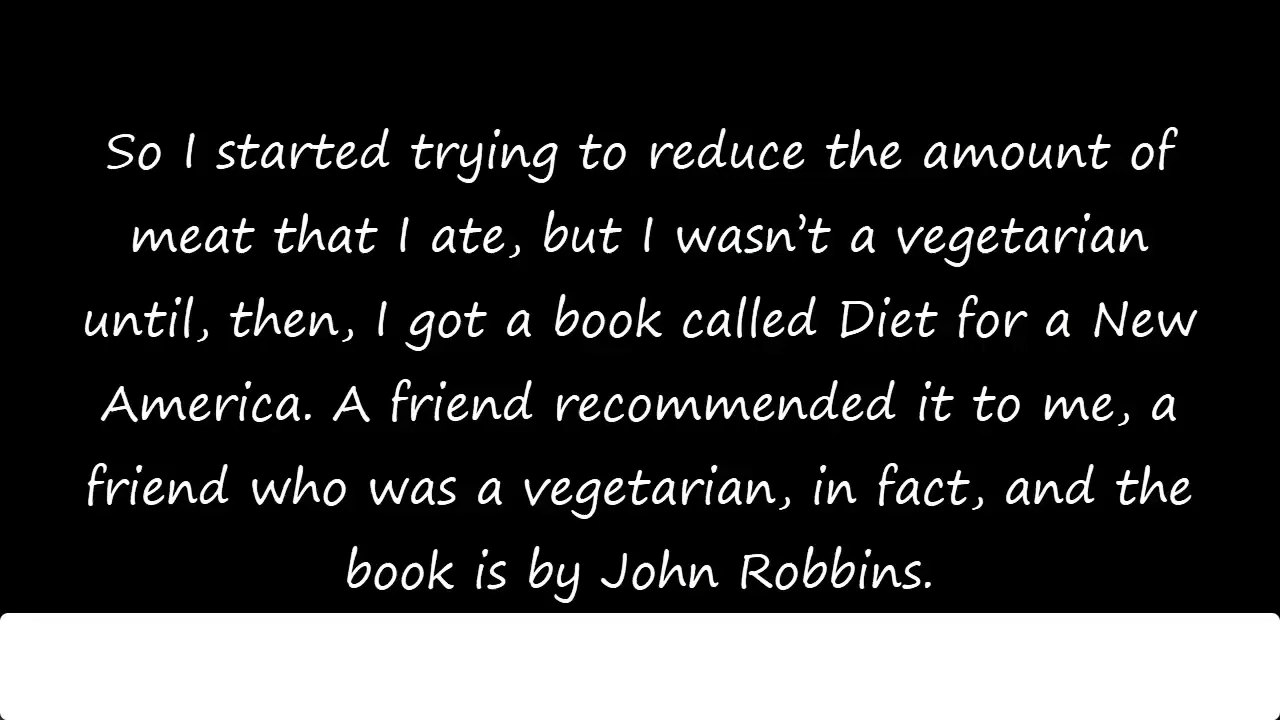 So I started trying to reduce the amount of
meat that I ate, but I wasn’t a vegetarian
until, then, I got a book called Diet for a New
America. A friend recommended it to me, a
friend who was a vegetarian, in fact, and the
book is by John Robbins.